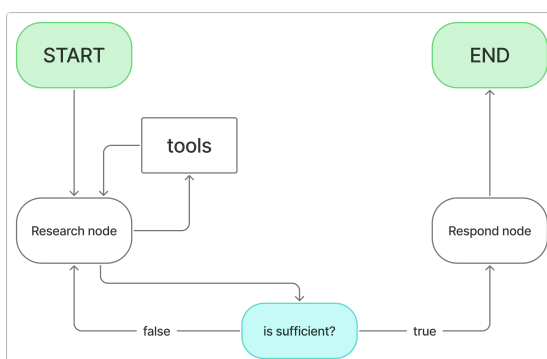 START
END
tools
Research node
Respond node
false
is sufficient?
true